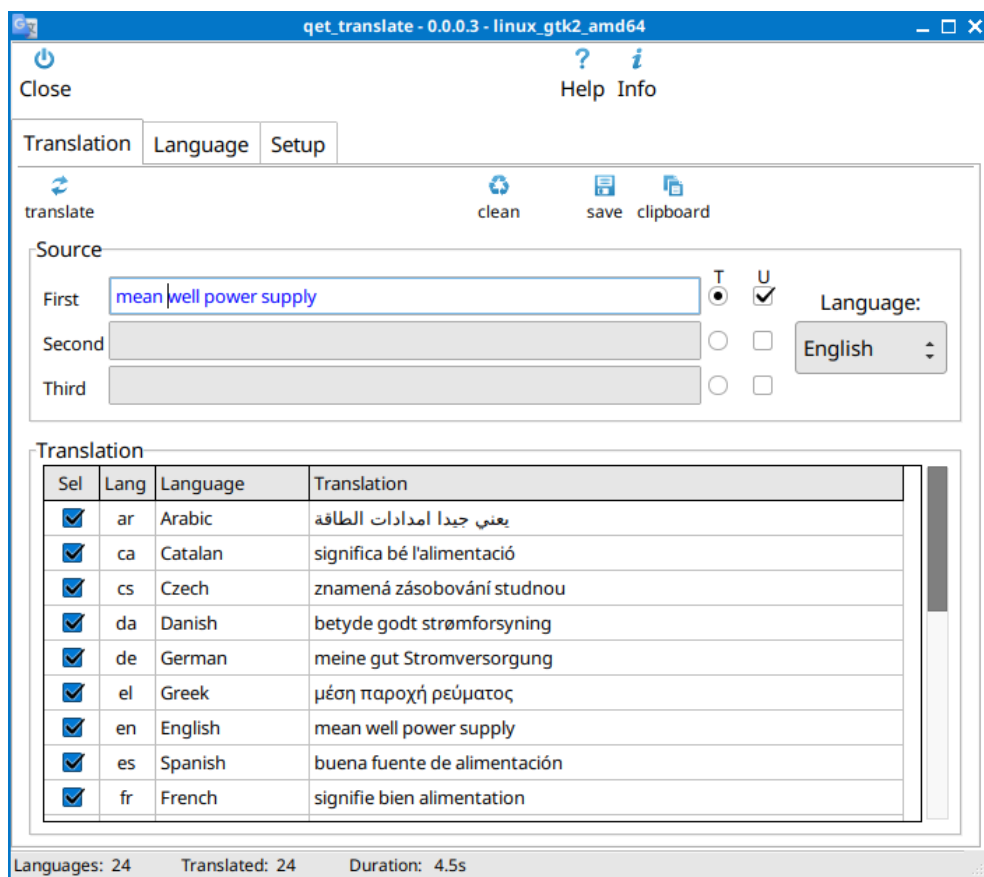 qet_translate - 0.0.0.3 - linux_gtk2_amd64
Close Help Info
Translation Language Setup
translate clean save clipboard
Source
T U
First mean well power supply Language:
Second English
Third
Translation
Sel Lang Language Translation
ar Arabic يعني جيدا امدادات الطاقة
ca Catalan significa bé l'alimentació
cs Czech znamená zásobování studnou
da Danish betyde godt strømforsyning
de German meine gut Stromversorgung
el Greek μέση παροχή ρεύματος
en English mean well power supply
es Spanish buena fuente de alimentación
fr French signifie bien alimentation
Languages: 24 Translated: 24 Duration: 4.5s